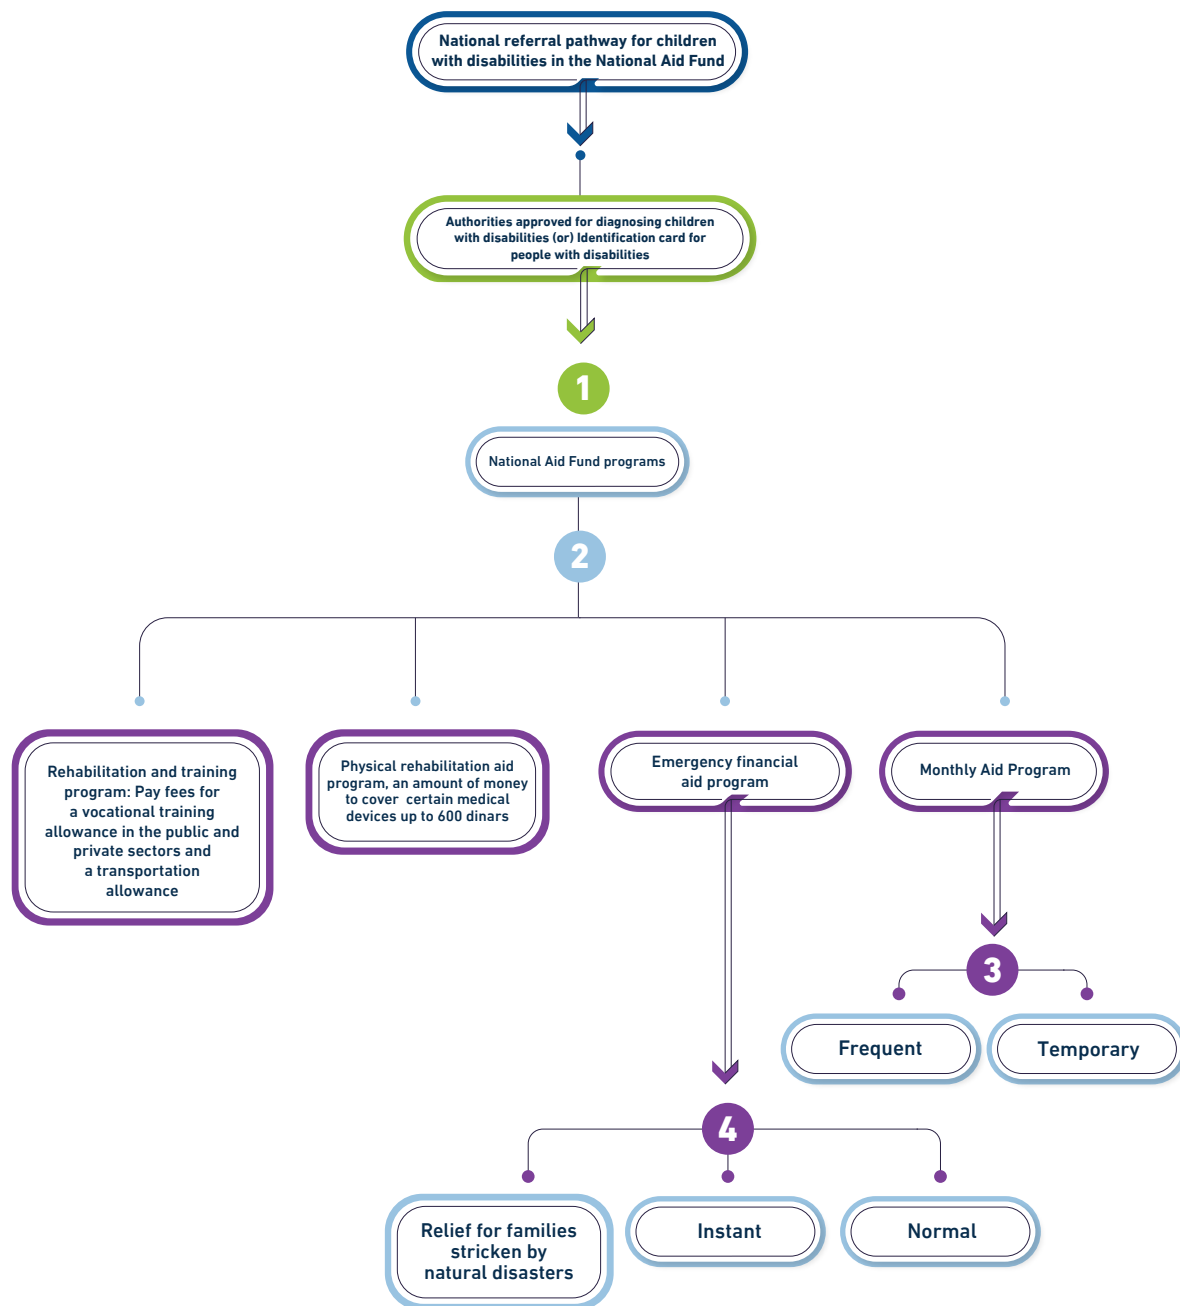 National referral pathway for children
with disabilities in the National Aid Fund
Authorities approved for diagnosing children
with disabilities (or) Identification card for
people with disabilities
1
National Aid Fund programs
2
Rehabilitation and training
program: Pay fees for
a vocational training
allowance in the public and
private sectors and
a transportation
allowance
Physical rehabilitation aid
program, an amount of money
to cover certain medical
devices up to 600 dinars
Emergency financial
aid program
Monthly Aid Program
3
Frequent
Temporary
4
Relief for families
stricken by
natural disasters
Instant
Normal